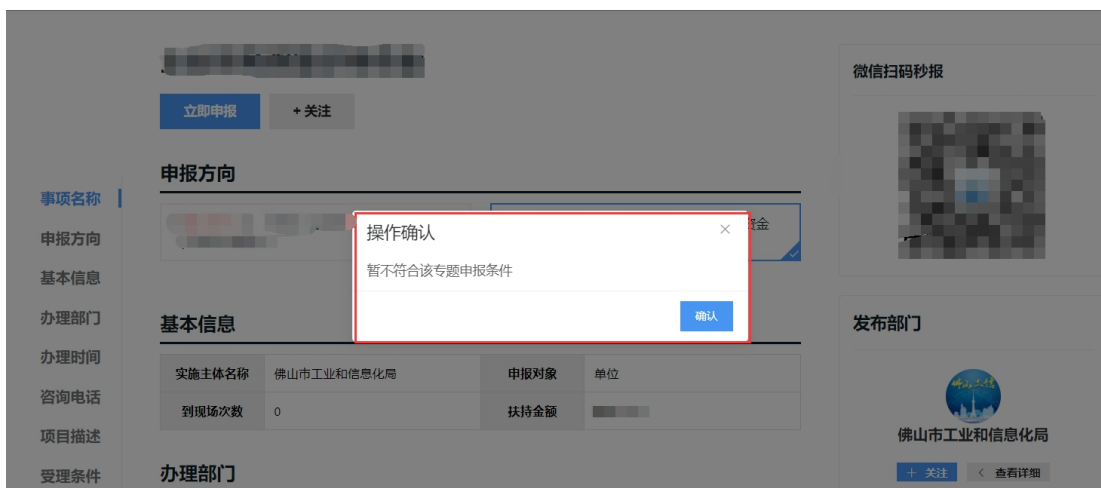 立即申报
+ 关注
申报方向
资金
事项名称
申报方向
基本信息
办理部门
办理时间
咨询电话
项目描述
受理条件
操作确认
×
暂不符合该专题申报条件
确认
基本信息
实施主体名称 佛山市工业和信息化局 申报对象 单位
到现场次数 0 扶持金额
办理部门
微信扫码秒报
发布部门
佛山市工业和信息化局
+ 关注 < 查看详细